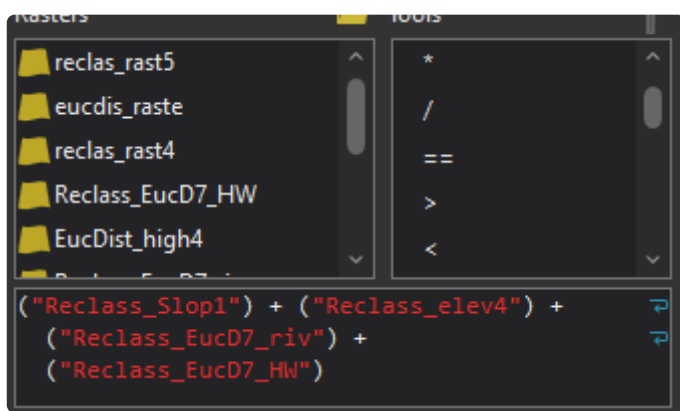 Rasters
Tools
reclas_rast5
eucdis_raste
reclas_rast4
Reclass_EucD7_HW
EucDist_high4
*
/
==
>
<
("Reclass_Slop1") + ("Reclass_elev4") +
("Reclass_EucD7_riv") +
("Reclass_EucD7_HW")